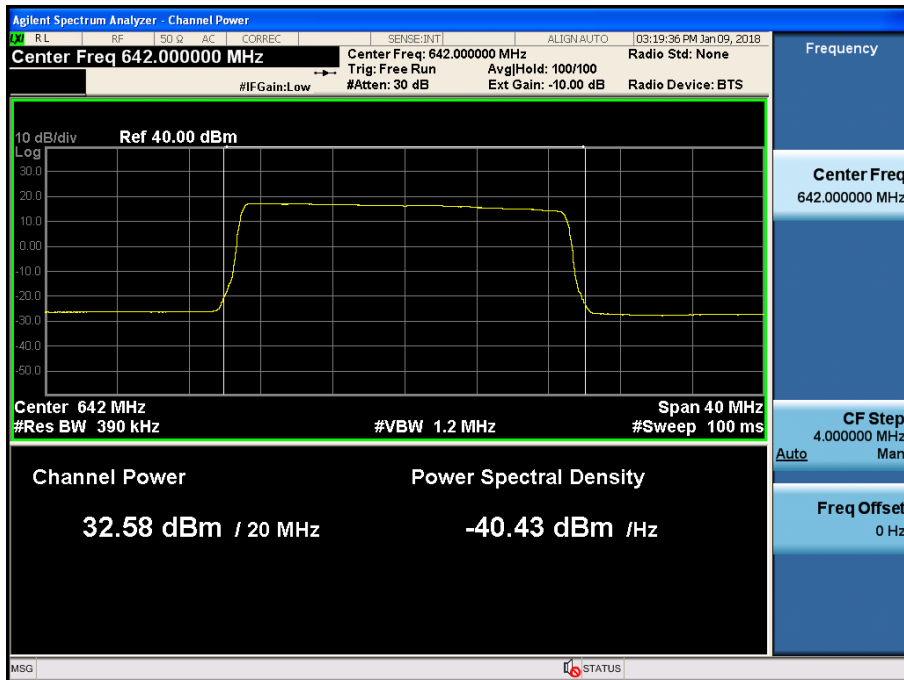 Agilent Spectrum Analyzer - Channel Power
LXI RL RF 50 Ω AC CORREC SENSE:INT ALIGN AUTO 03:19:36 PM Jan 09, 2018
Center Freq 642.000000 MHz
Center Freq: 642.000000 MHz Radio Std: None
Trig: Free Run Avg|Hold: 100/100
#IFGain:Low #Atten: 30 dB Ext Gain: -10.00 dB Radio Device: BTS
10 dB/div Ref 40.00 dBm
Log
30.0
20.0
10.0
0.00
-10.0
-20.0
-30.0
-40.0
-50.0
Center 642 MHz Span 40 MHz
#Res BW 390 kHz #VBW 1.2 MHz #Sweep 100 ms
Channel Power Power Spectral Density
32.58 dBm / 20 MHz -40.43 dBm /Hz
Frequency
Center Freq
642.000000 MHz
CF Step
4.000000 MHz
Auto Man
Freq Offset
0 Hz
MSG STATUS